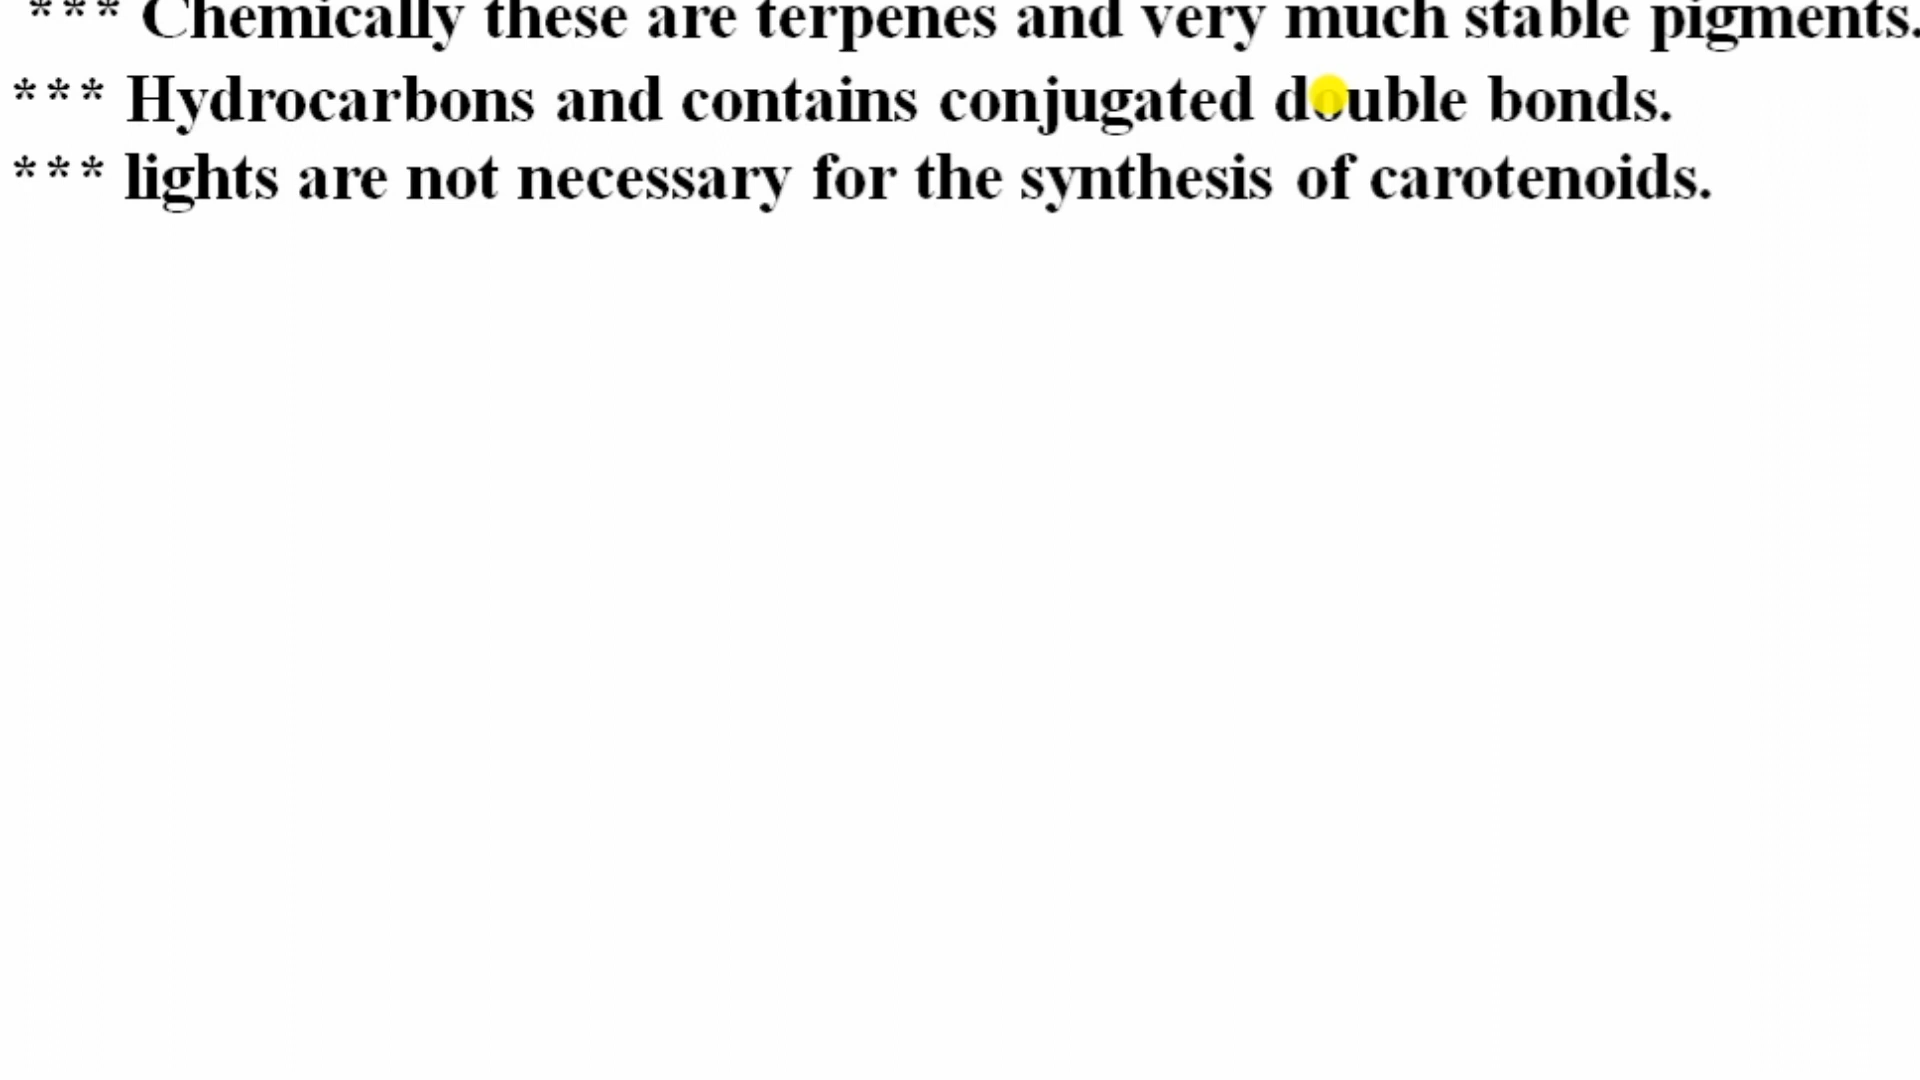 *** Chemically these are terpenes and very much stable pigments.
*** Hydrocarbons and contains conjugated double bonds.
*** lights are not necessary for the synthesis of carotenoids.